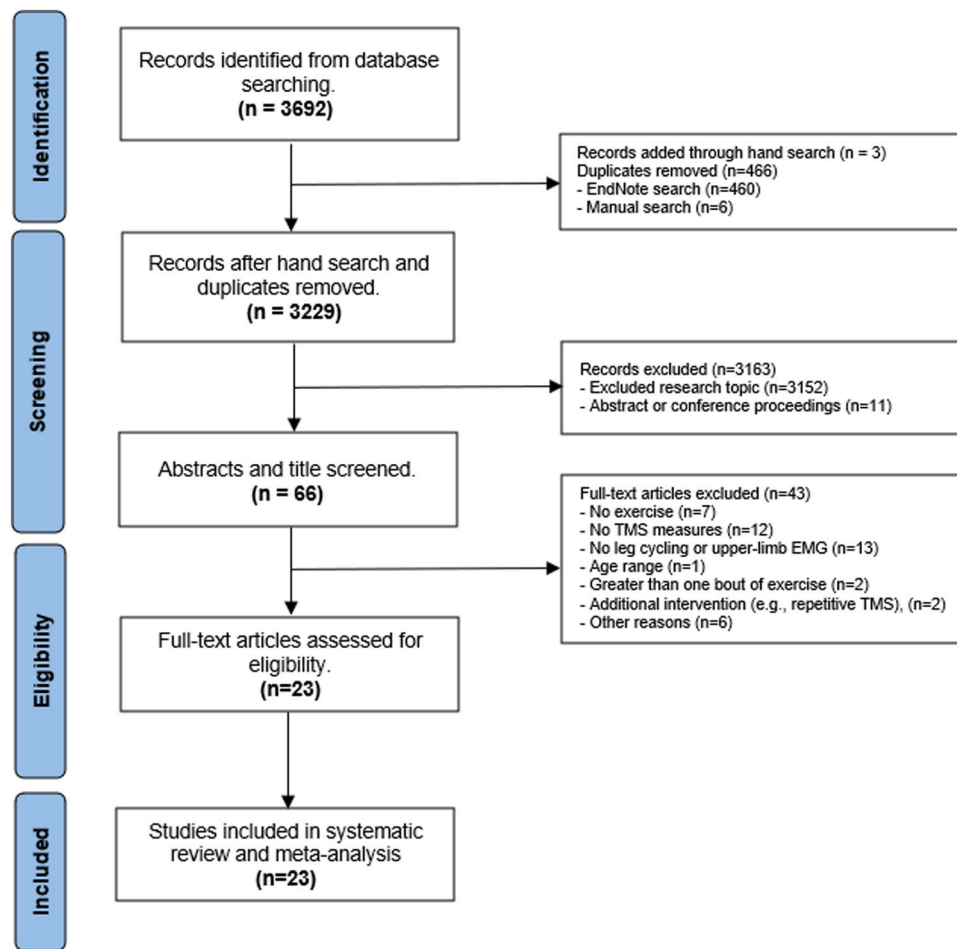 Identification
Records identified from database
searching.
(n = 3692)
Records added through hand search (n = 3)
Duplicates removed (n=466)
- EndNote search (n=460)
- Manual search (n=6)
Screening
Records after hand search and
duplicates removed.
(n = 3229)
Records excluded (n=3163)
- Excluded research topic (n=3152)
- Abstract or conference proceedings (n=11)
Abstracts and title screened.
(n = 66)
Full-text articles excluded (n=43)
- No exercise (n=7)
- No TMS measures (n=12)
- No leg cycling or upper-limb EMG (n=13)
- Age range (n=1)
- Greater than one bout of exercise (n=2)
- Additional intervention (e.g., repetitive TMS), (n=2)
- Other reasons (n=6)
Eligibility
Full-text articles assessed for
eligibility.
(n=23)
Included
Studies included in systematic
review and meta-analysis
(n=23)